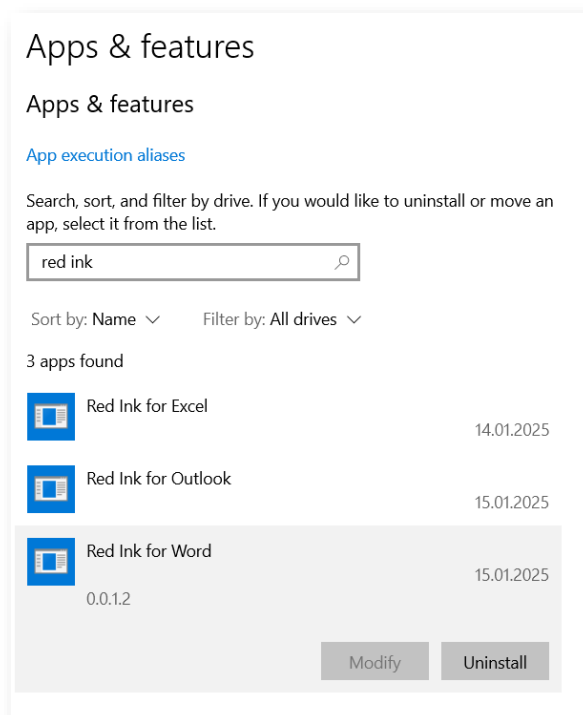 Apps & features
Apps & features
App execution aliases
Search, sort, and filter by drive. If you would like to uninstall or move an
app, select it from the list.
red ink
Sort by: Name Filter by: All drives
3 apps found
Red Ink for Excel
14.01.2025
Red Ink for Outlook
15.01.2025
Red Ink for Word
15.01.2025
0.0.1.2
Modify Uninstall